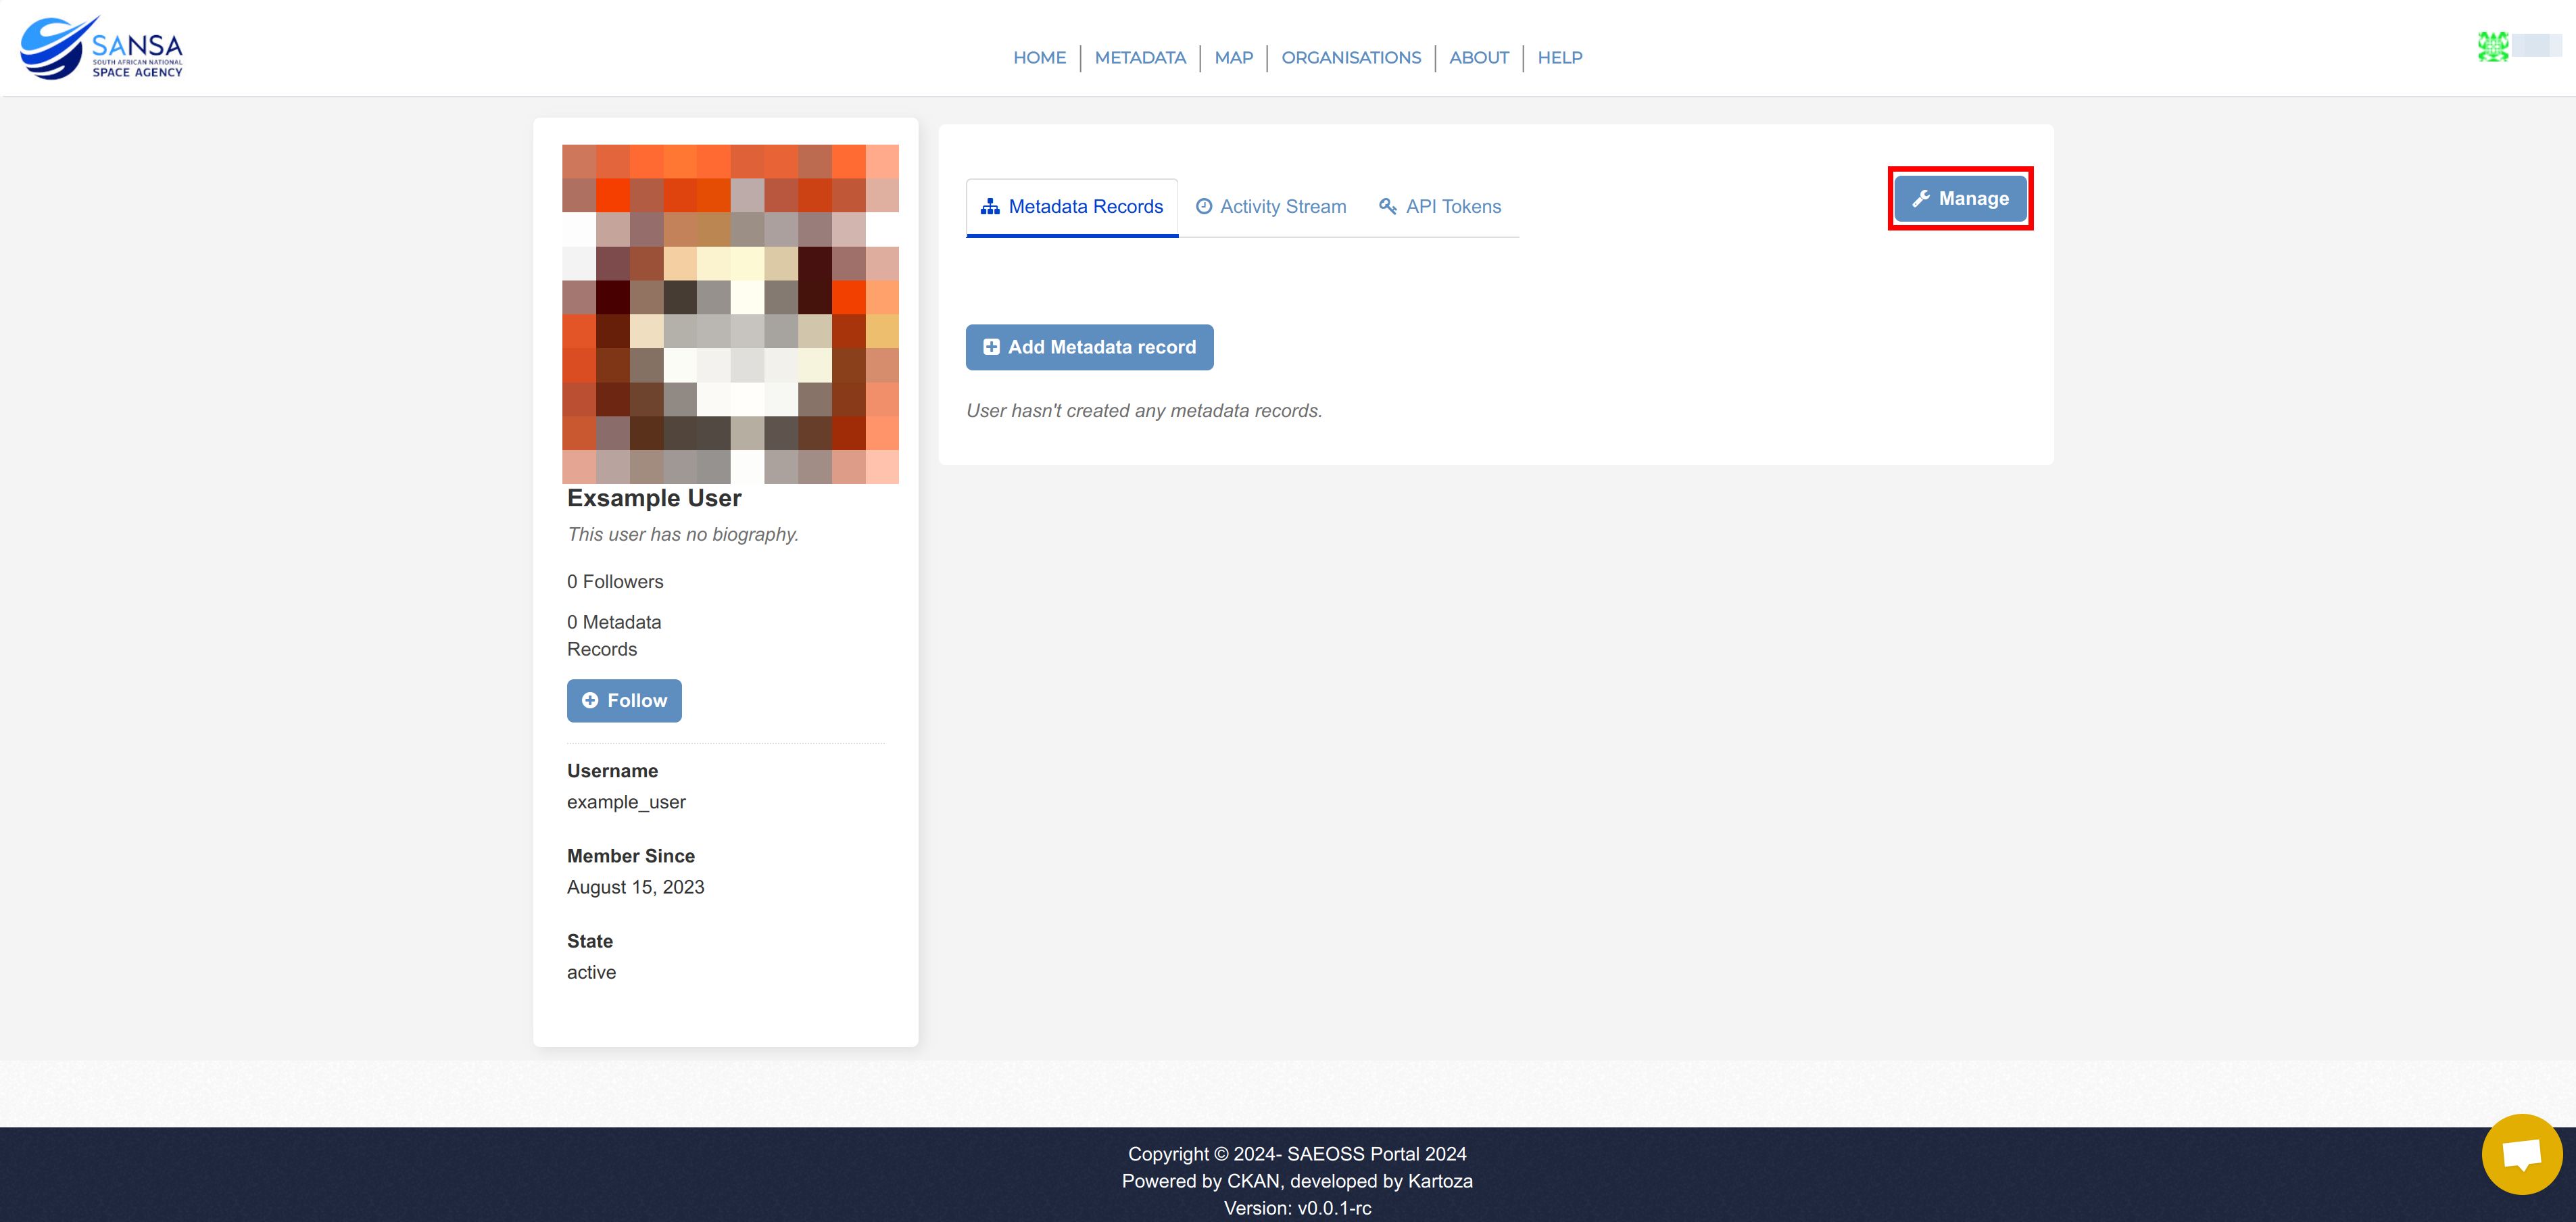 SANSA
SOUTH AFRICAN NATIONAL
SPACE AGENCY
HOME
METADATA
MAP
ORGANISATIONS
ABOUT
HELP
Metadata Records
Activity Stream
API Tokens
Manage
Add Metadata record
User hasn't created any metadata records.
Exsample User
This user has no biography.
0 Followers
0 Metadata
Records
Follow
Username
example_user
Member Since
August 15, 2023
State
active
Copyright © 2024- SAEOSS Portal 2024
Powered by CKAN, developed by Kartoza
Version: v0.0.1-rc